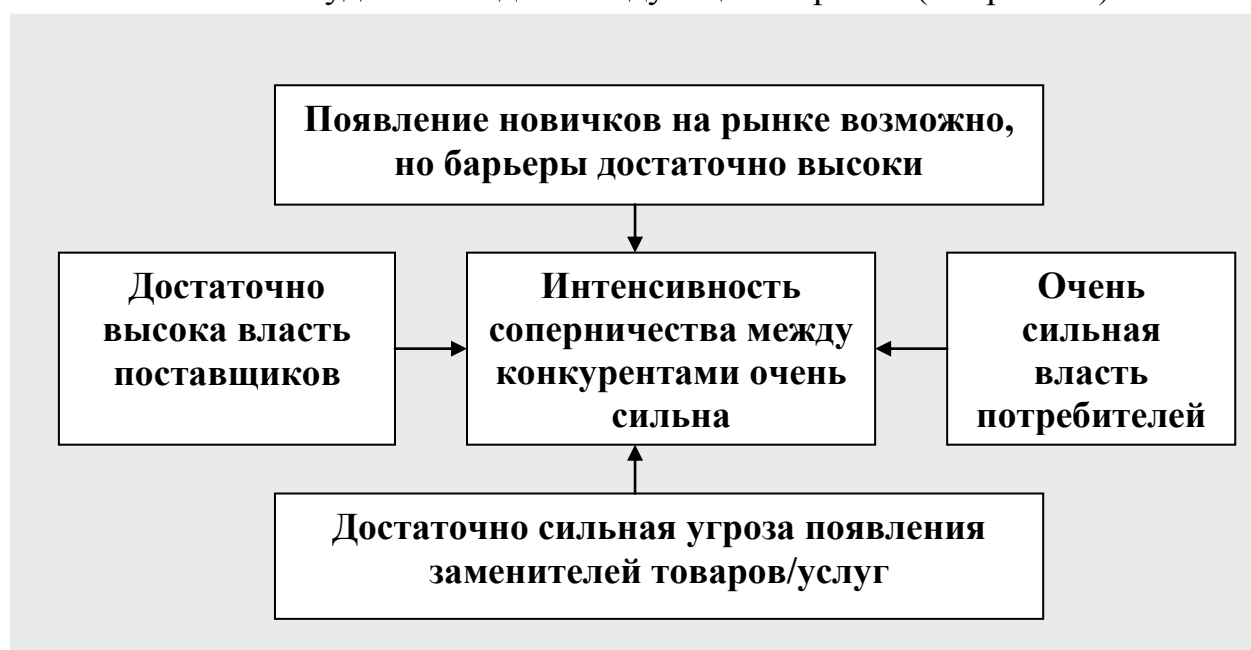 Появление новичков на рынке возможно,
но барьеры достаточно высоки
Достаточно
высока власть
поставщиков
Интенсивность
соперничества между
конкурентами очень
сильна
Очень
сильная
власть
потребителей
Достаточно сильная угроза появления
заменителей товаров/услуг